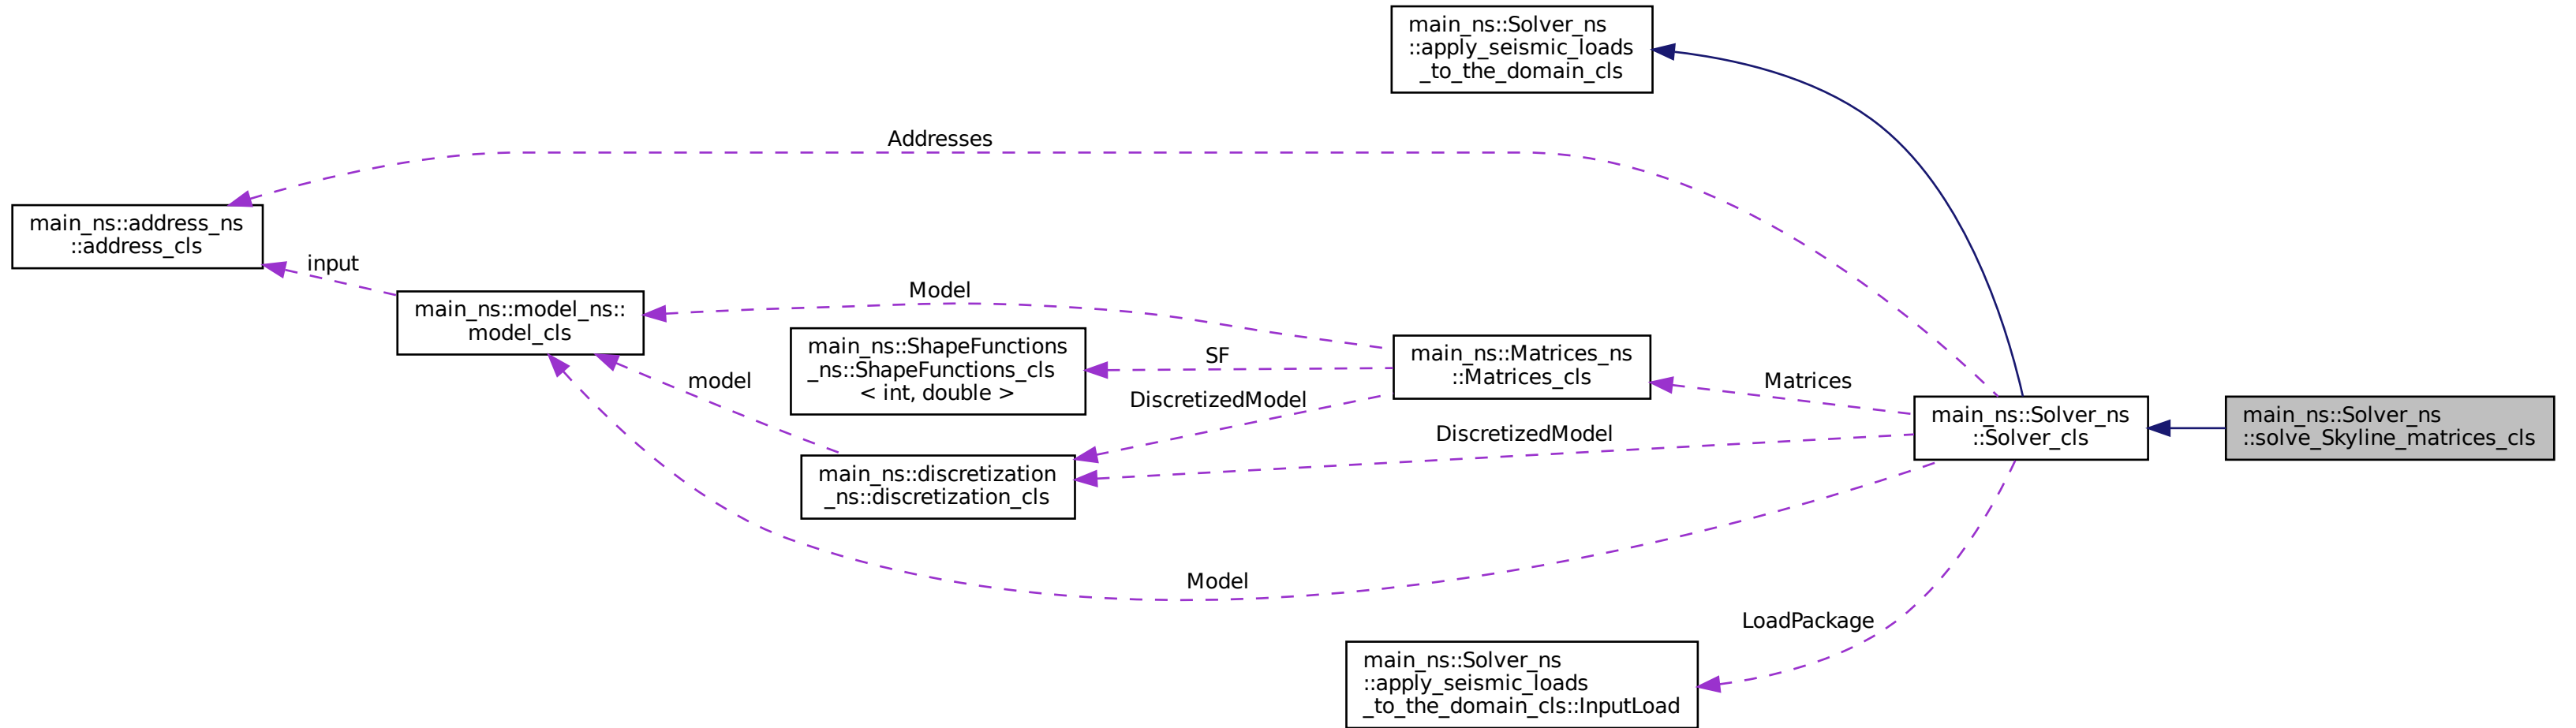 main_ns::Solver_ns
::apply_seismic_loads
_to_the_domain_cls
Addresses
main_ns::address_ns
::address_cls
input
main_ns::model_ns::
model_cls
Model
main_ns::ShapeFunctions
_ns::ShapeFunctions_cls
< int, double >
SF
main_ns::Matrices_ns
::Matrices_cls
model
DiscretizedModel
Matrices
main_ns::Solver_ns
::Solver_cls
main_ns::Solver_ns
::solve_Skyline_matrices_cls
DiscretizedModel
main_ns::discretization
_ns::discretization_cls
Model
LoadPackage
main_ns::Solver_ns
::apply_seismic_loads
_to_the_domain_cls::InputLoad